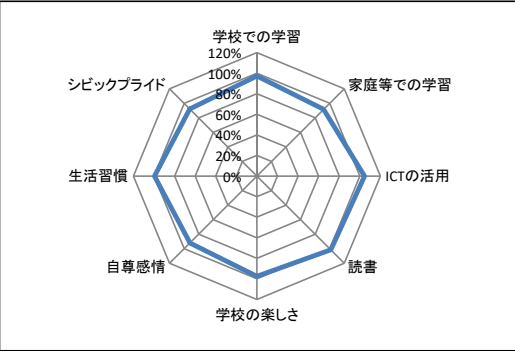 学校での学習
120%
100%
80%
60%
40%
20%
0%
家庭等での学習
ICTの活用
読書
学校の楽しさ
自尊感情
生活習慣
シビックプライド